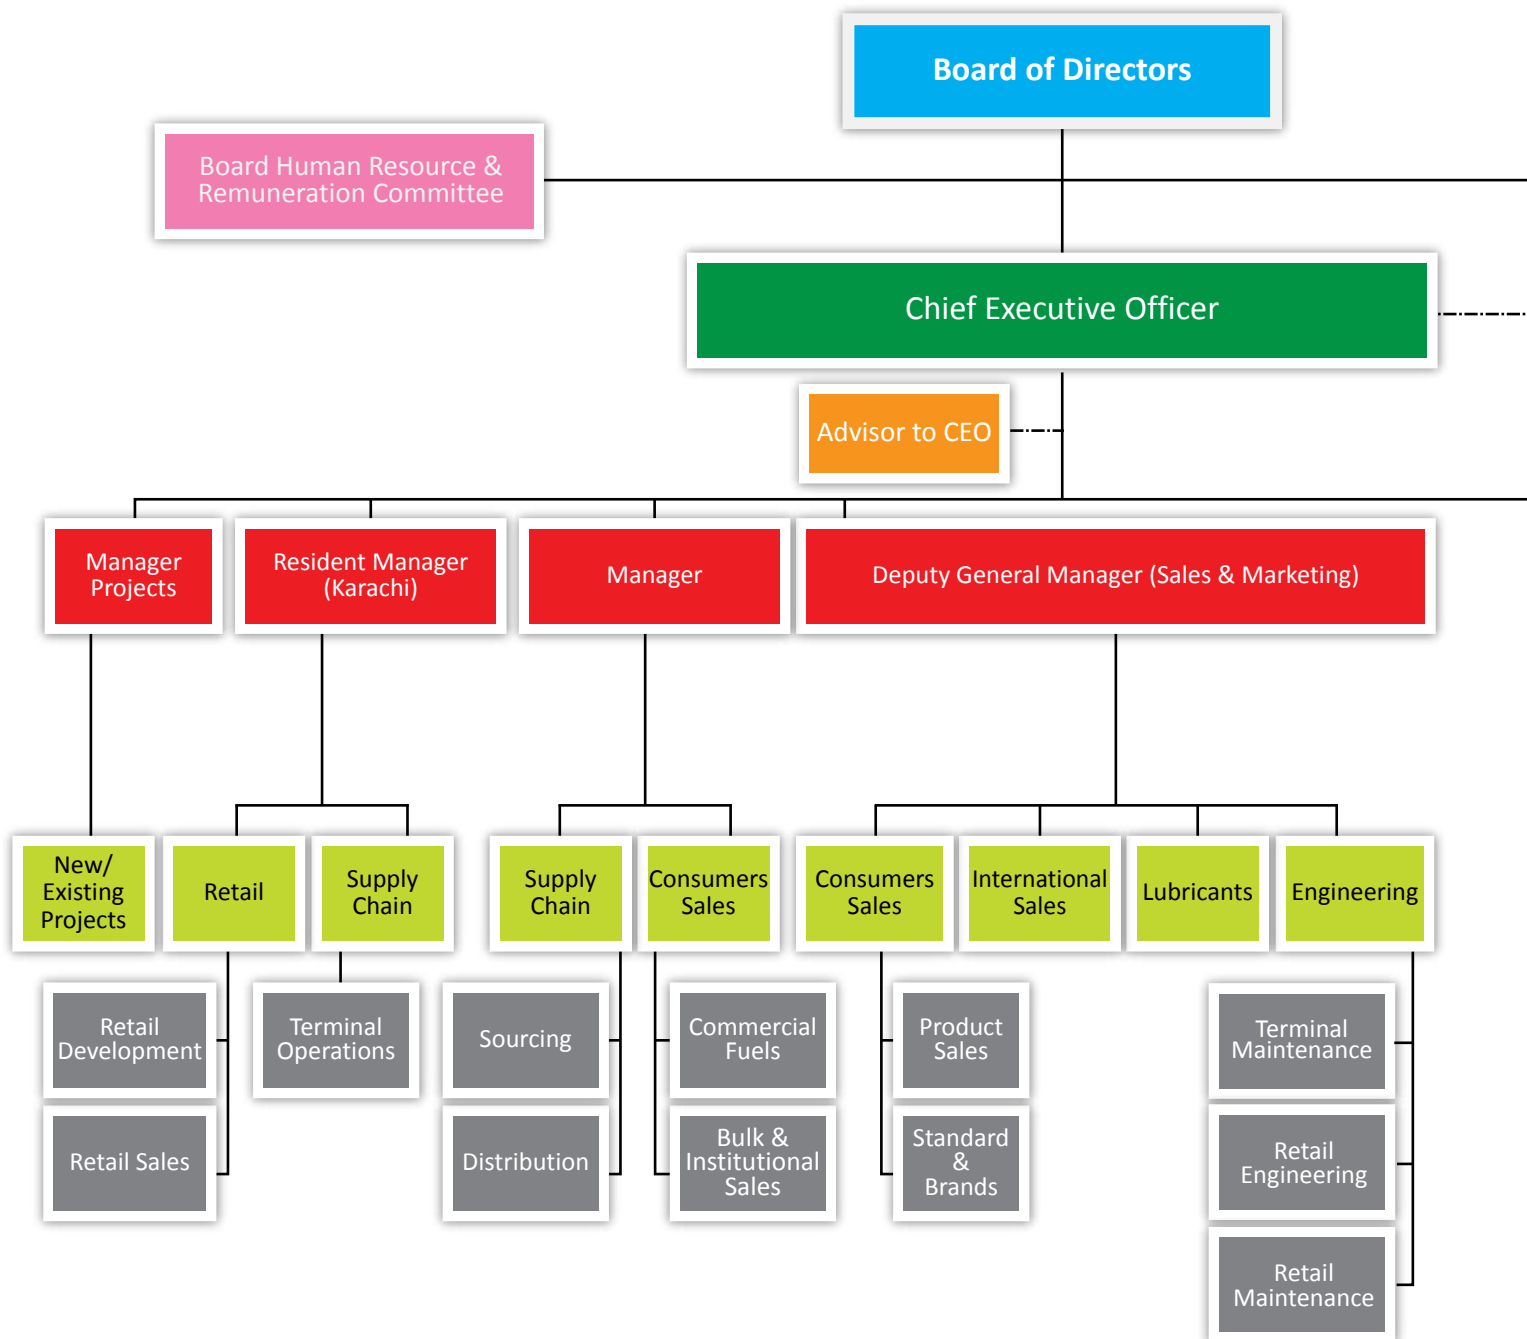 Board of Directors
Board Human Resource &
Remuneration Committee
Chief Executive Officer
Advisor to CEO
Manager
Projects
Resident Manager
(Karachi)
Manager
Deputy General Manager (Sales & Marketing)
New/
Existing
Projects
Retail
Supply
Chain
Supply
Chain
Consumers
Sales
Consumers
Sales
International
Sales
Lubricants
Engineering
Retail
Development
Terminal
Operations
Sourcing
Commercial
Fuels
Product
Sales
Terminal
Maintenance
Retail Sales
Distribution
Bulk &
Institutional
Sales
Standard
&
Brands
Retail
Engineering
Retail
Maintenance